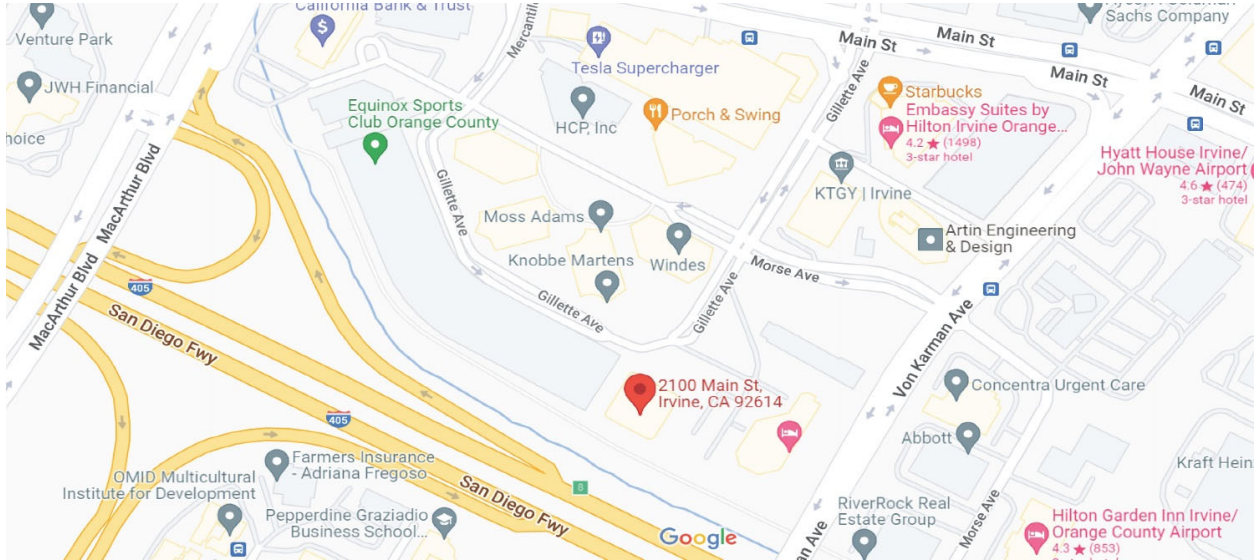 California Bank & Trust
Sachs Company
Venture Park
Mercantile
Main St
Tesla Supercharger
Main St
JWH Financial
Gillette Ave
Starbucks
Main St
Equinox Sports
Club Orange County
HCP, Inc
Porch & Swing
Embassy Suites by
Hilton Irvine Orange...
4.2 ★ (1498)
3-star hotel
hoice
Hyatt House Irvine/
John Wayne Airport
4.6 ★ (474)
3-star hotel
MacArthur Blvd
Gillette Ave
KTGY | Irvine
Moss Adams
Artin Engineering
& Design
Knobbe Martens
Windes
Morse Ave
MacArthur Blvd
405
Gillette Ave
Gillette Ave
San Diego Fwy
Von Karman Ave
2100 Main St,
Irvine, CA 92614
Concentra Urgent Care
405
Abbott
Farmers Insurance
- Adriana Fregoso
OMID Multicultural
Institute for Development
San Diego Fwy
8
Kraft Hein
Pepperdine Graziadio
Business School...
RiverRock Real
Estate Group
Morse Ave
Google
an Ave
Hilton Garden Inn Irvine/
Orange County Airport
4.3 ★ (853)